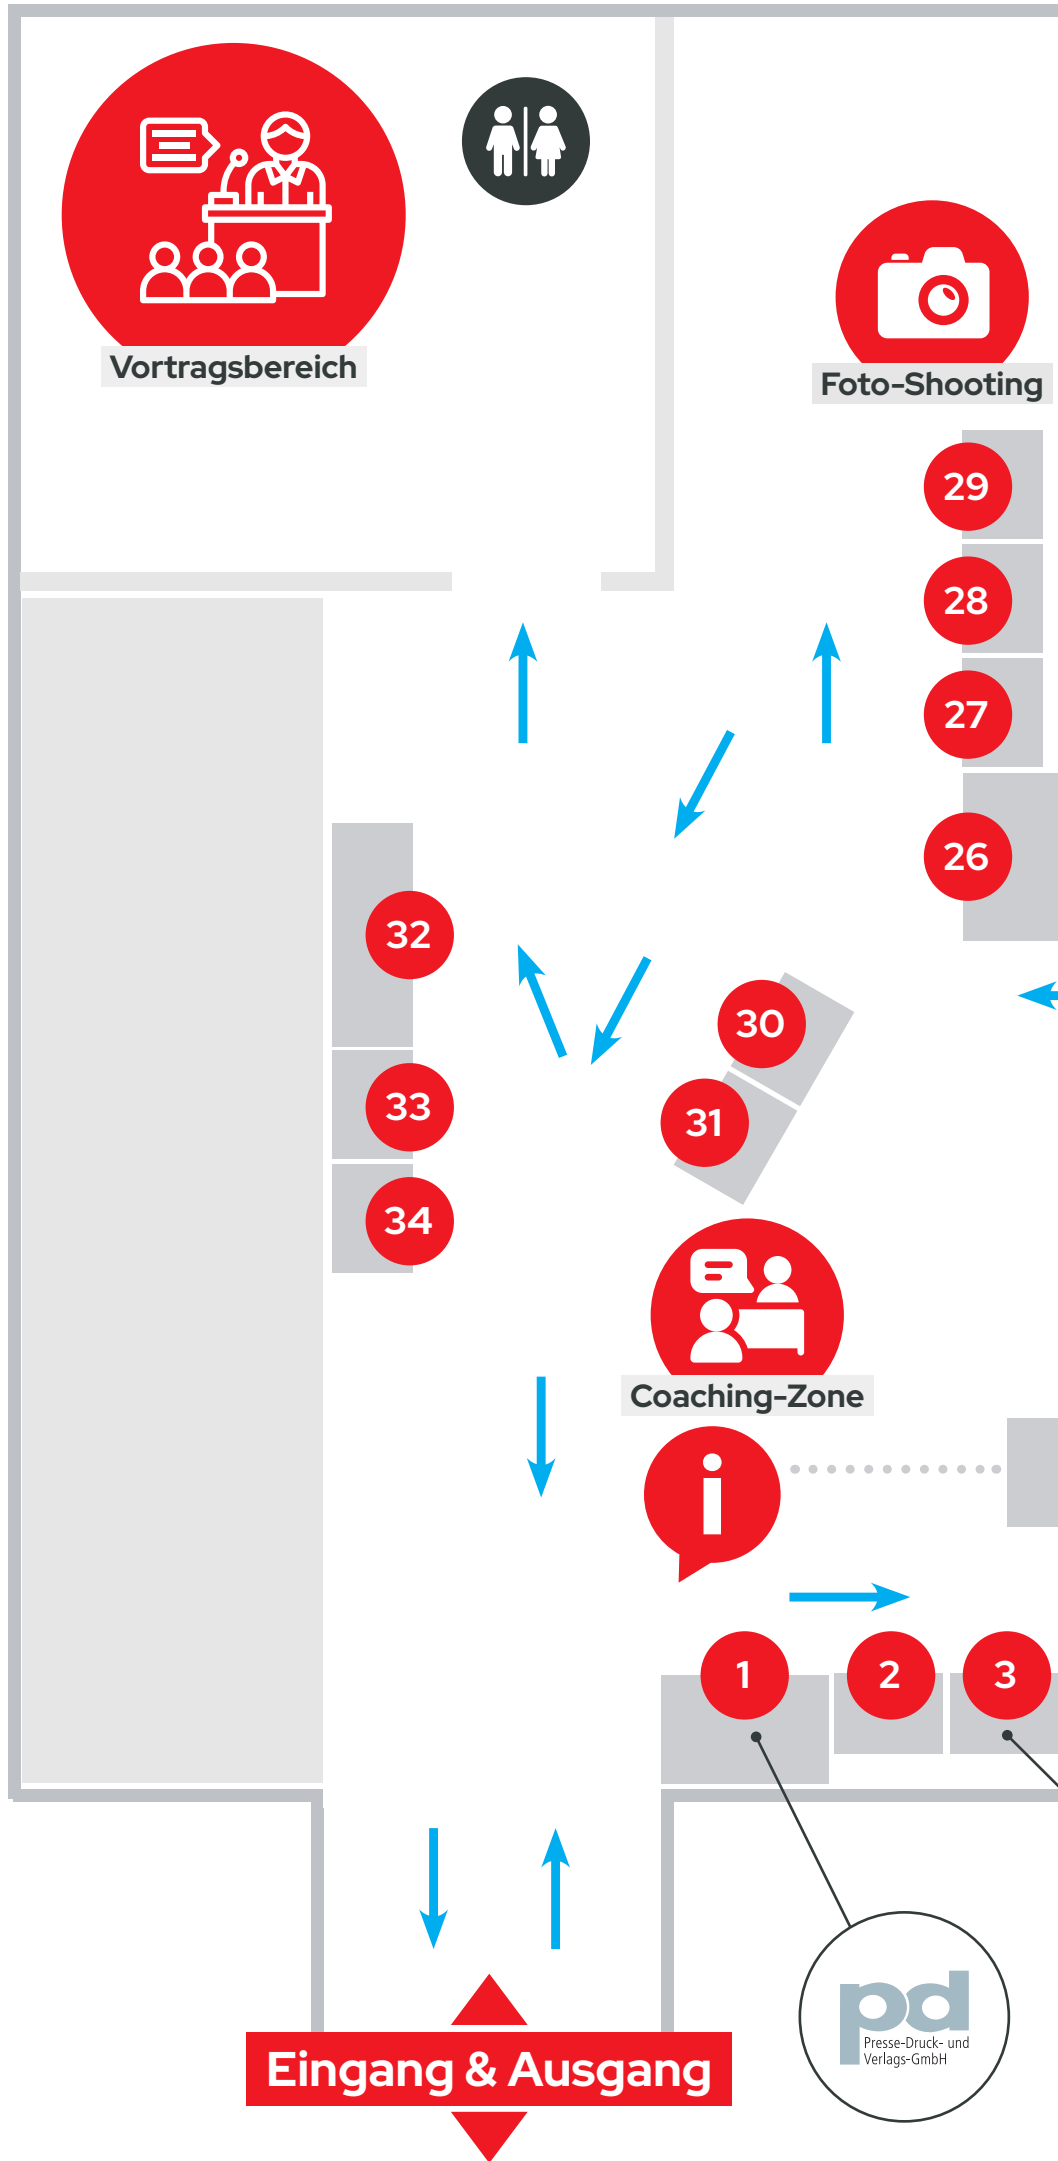 Vortragsbereich
Foto-Shooting
29
28
27
26
32
30
33
31
34
Coaching-Zone
i
1
2
3
pd
Presse-Druck- und
Verlags-GmbH
Eingang & Ausgang